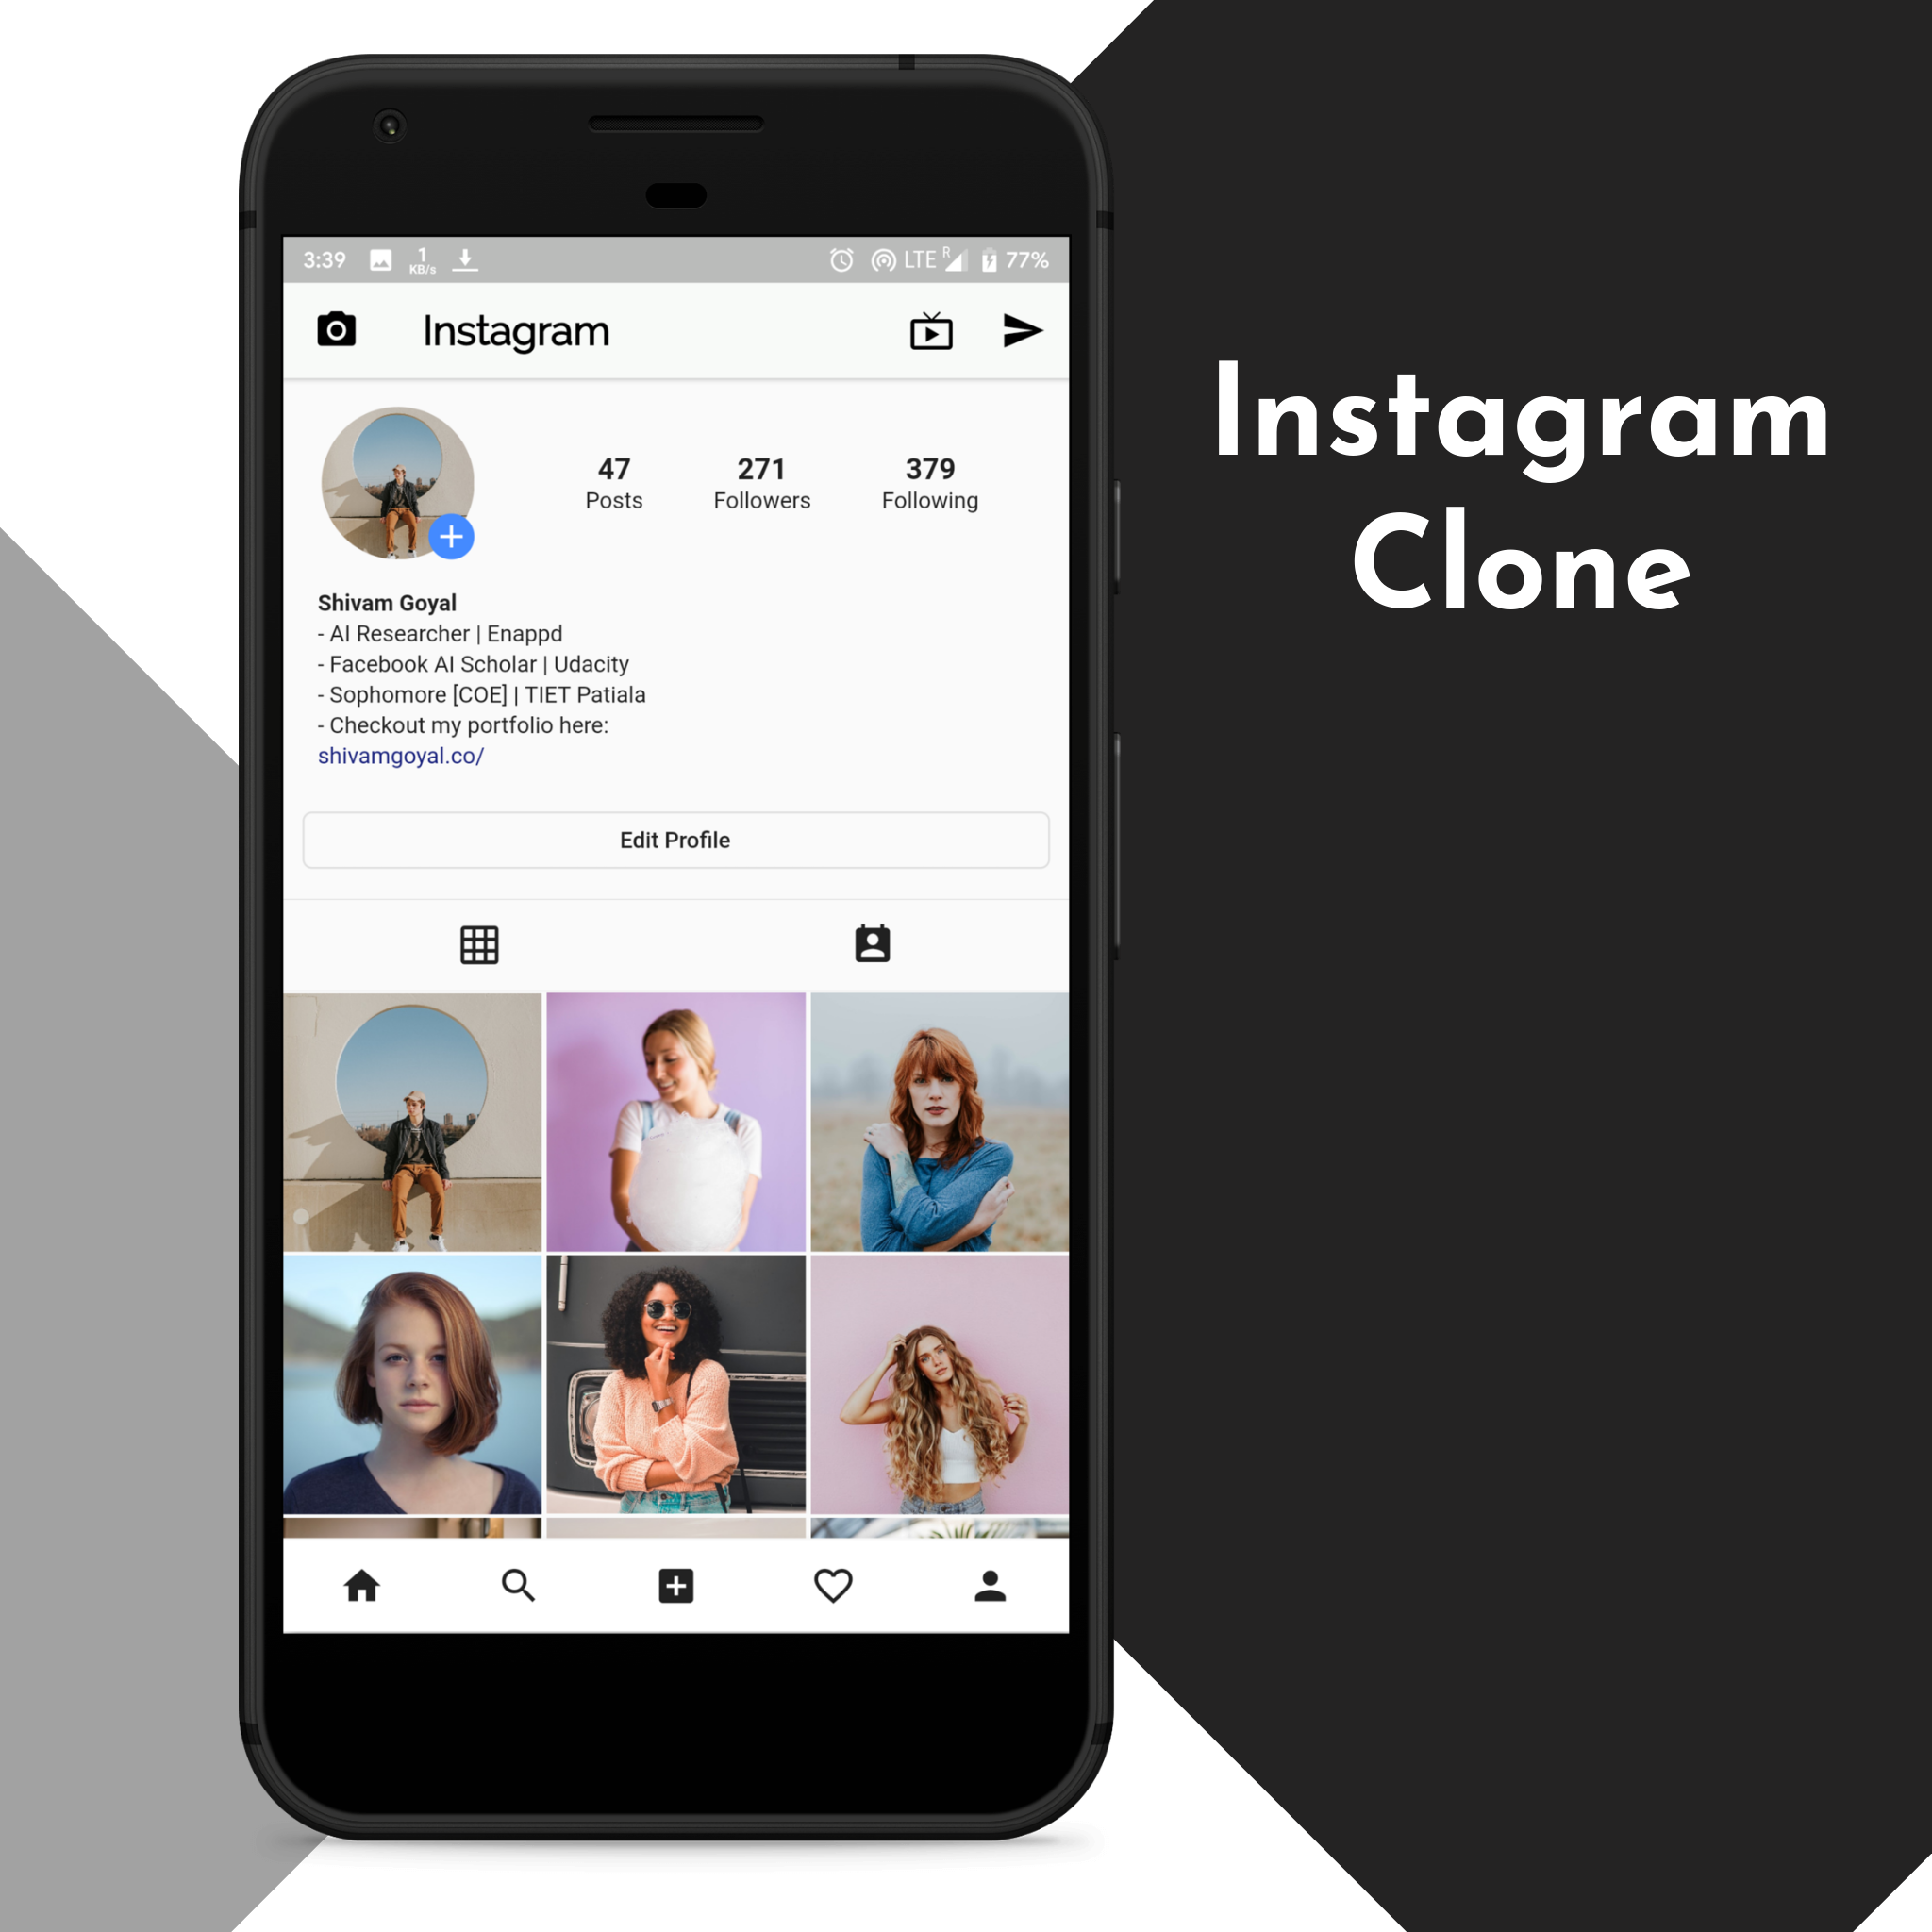 3:39 1 KB/s LTE R 77%
Instagram
47 271 379
Posts Followers Following
Shivam Goyal
- AI Researcher | Enappd
- Facebook AI Scholar | Udacity
- Sophomore [COE] | TIET Patiala
- Checkout my portfolio here:
shivamgoyal.co/
Edit Profile
Instagram
Clone